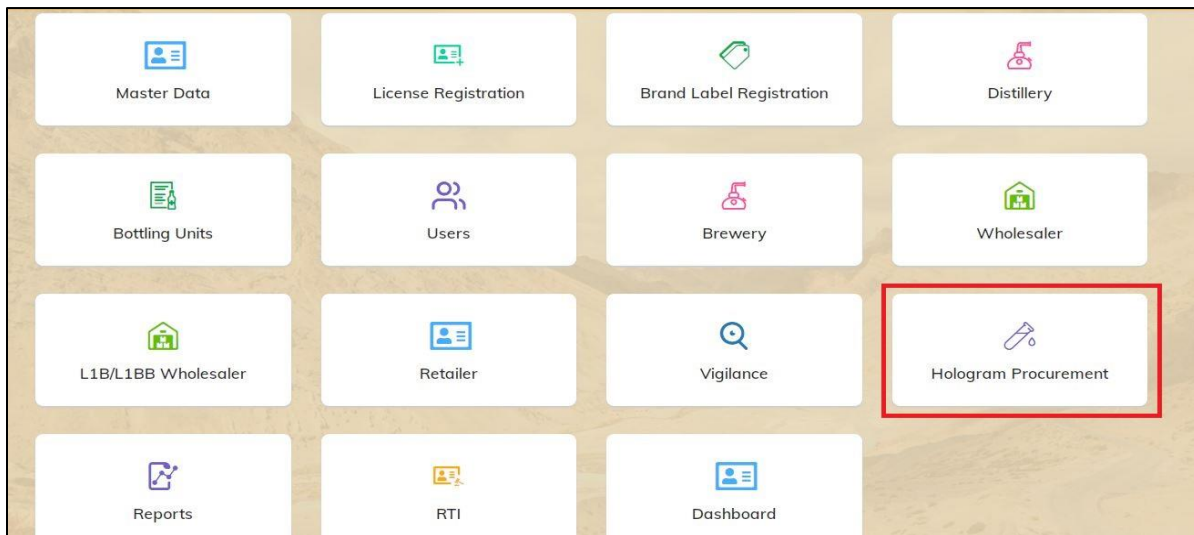 Master Data
License Registration
Brand Label Registration
Distillery
Bottling Units
Users
Brewery
Wholesaler
L1B/L1BB Wholesaler
Retailer
Vigilance
Hologram Procurement
Reports
RTI
Dashboard